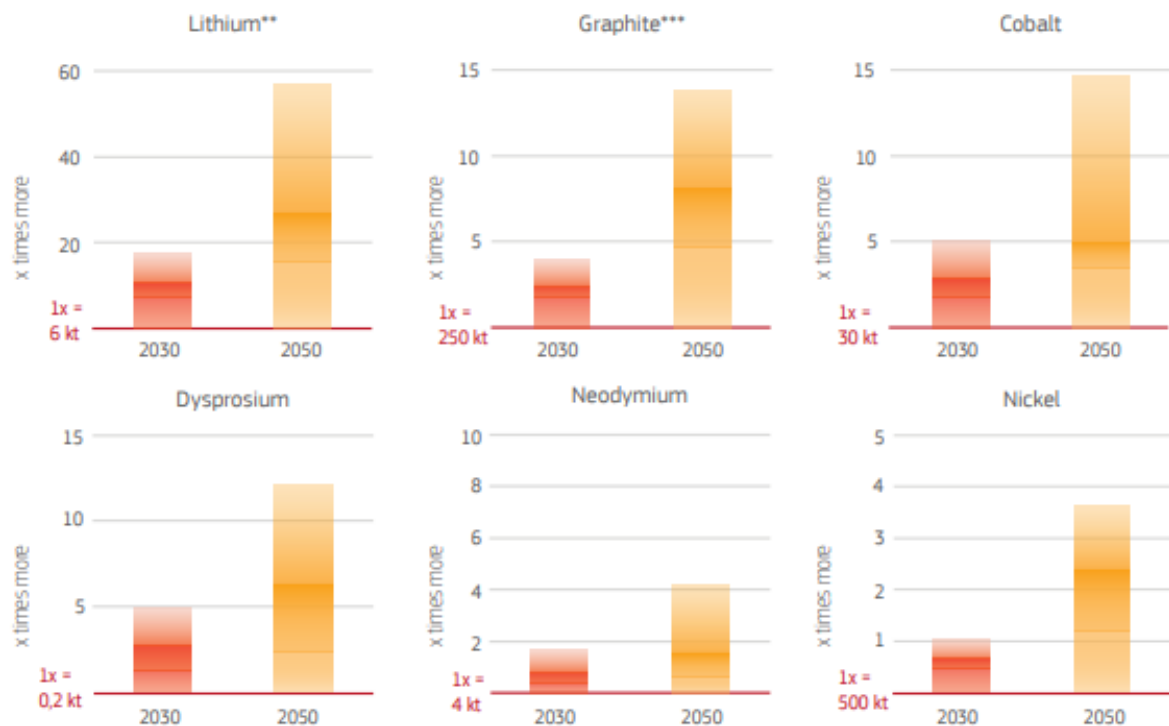 Lithium**
60
40
20
x times more
1x =
6 kt
2030
2050
Graphite***
15
10
5
x times more
1x =
250 kt
2030
2050
Cobalt
15
10
5
x times more
1x =
30 kt
2030
2050
Dysprosium
15
10
5
x times more
1x =
0,2 kt
2030
2050
Neodymium
10
8
6
4
2
x times more
1x =
4 kt
2030
2050
Nickel
5
4
3
2
1
x times more
1x =
500 kt
2030
2050